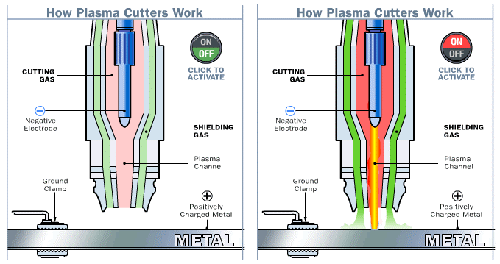 How Plasma Cutters Work
ON
OFF
CLICK TO
ACTIVATE
CUTTING
GAS
Negative
Electrode
SHIELDING
GAS
Plasma
Channel
Ground
Clamp
Positively
Charged Metal
METAL
How Plasma Cutters Work
ON
OFF
CLICK TO
ACTIVATE
CUTTING
GAS
Negative
Electrode
SHIELDING
GAS
Plasma
Channel
Ground
Clamp
Positively
Charged Metal
METAL